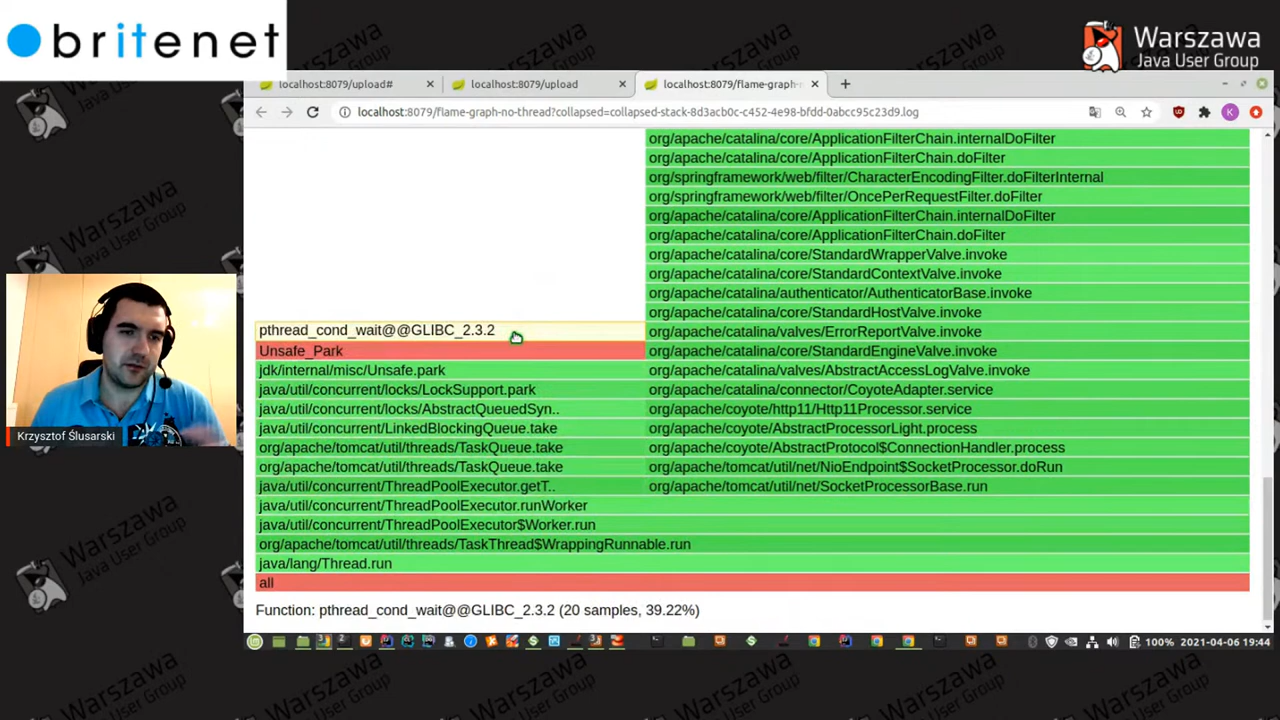 britenet
Warszawa
Java User Group
localhost:8079/upload#
localhost:8079/upload
localhost:8079/flame-graph-
localhost:8079/flame-graph-no-thread?collapsed=collapsed-stack-8d3acb0c-c452-4e98-bfdd-0abcc95c23d9.log
K
org/apache/catalina/core/ApplicationFilterChain.internalDoFilter
org/apache/catalina/core/ApplicationFilterChain.doFilter
org/springframework/web/filter/CharacterEncodingFilter.doFilterInternal
org/springframework/web/filter/OncePerRequestFilter.doFilter
org/apache/catalina/core/ApplicationFilterChain.internalDoFilter
org/apache/catalina/core/ApplicationFilterChain.doFilter
org/apache/catalina/core/StandardWrapperValve.invoke
org/apache/catalina/core/StandardContextValve.invoke
org/apache/catalina/authenticator/AuthenticatorBase.invoke
org/apache/catalina/core/StandardHostValve.invoke
pthread_cond_wait@@GLIBC_2.3.2
org/apache/catalina/valves/ErrorReportValve.invoke
Unsafe_Park
org/apache/catalina/core/StandardEngineValve.invoke
jdk/internal/misc/Unsafe.park
org/apache/catalina/valves/AbstractAccessLogValve.invoke
java/util/concurrent/locks/LockSupport.park
org/apache/catalina/connector/CoyoteAdapter.service
java/util/concurrent/locks/AbstractQueuedSyn..
org/apache/coyote/http11/Http11Processor.service
java/util/concurrent/LinkedBlockingQueue.take
org/apache/coyote/AbstractProcessorLight.process
org/apache/tomcat/util/threads/TaskQueue.take
org/apache/coyote/AbstractProtocol$ConnectionHandler.process
org/apache/tomcat/util/threads/TaskQueue.take
org/apache/tomcat/util/net/NioEndpoint$SocketProcessor.doRun
java/util/concurrent/ThreadPoolExecutor.getT..
org/apache/tomcat/util/net/SocketProcessorBase.run
java/util/concurrent/ThreadPoolExecutor.runWorker
java/util/concurrent/ThreadPoolExecutor$Worker.run
org/apache/tomcat/util/threads/TaskThread$WrappingRunnable.run
java/lang/Thread.run
all
Function: pthread_cond_wait@@GLIBC_2.3.2 (20 samples, 39.22%)
Krzysztof Ślusarski
100% 2021-04-06 19:44